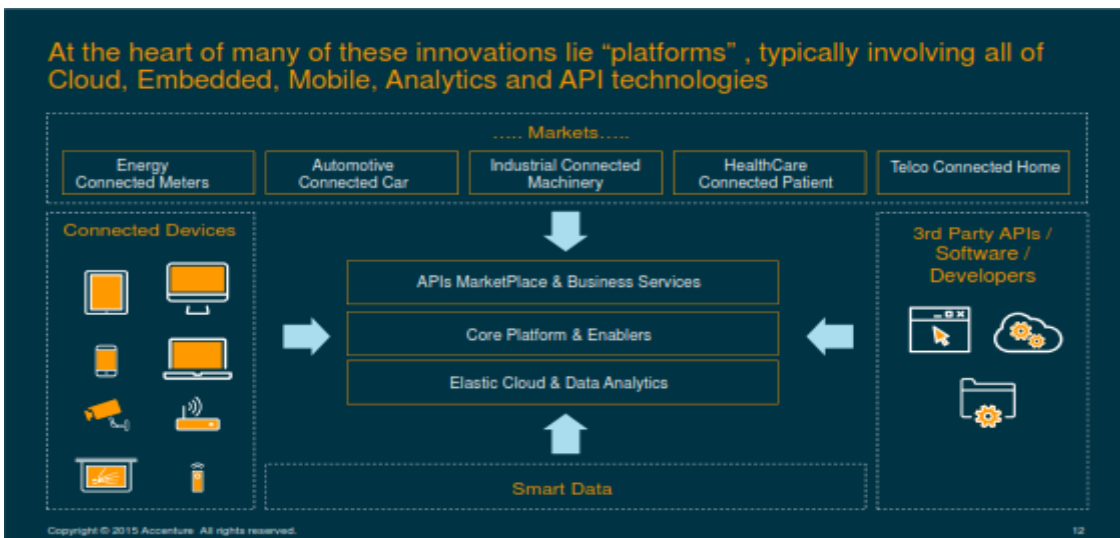 At the heart of many of these innovations lie “platforms” , typically involving all of
Cloud, Embedded, Mobile, Analytics and API technologies
..... Markets.....
Energy
Connected Meters
Automotive
Connected Car
Industrial Connected
Machinery
HealthCare
Connected Patient
Telco Connected Home
Connected Devices
APIs MarketPlace & Business Services
Core Platform & Enablers
Elastic Cloud & Data Analytics
3rd Party APIs /
Software /
Developers
Smart Data
Copyright © 2015 Accenture All rights reserved.
12